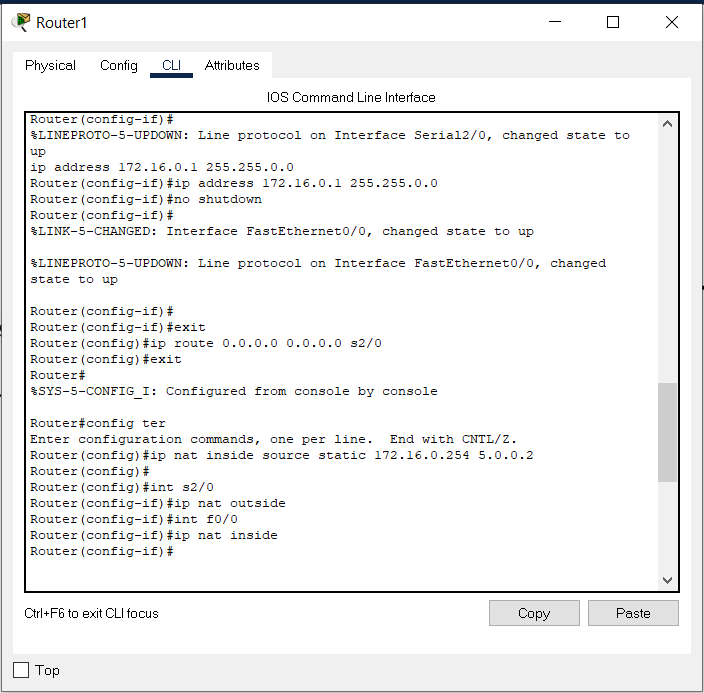 Router1
Physical Config CLI Attributes
IOS Command Line Interface
Router(config-if)#
%LINEPROTO-5-UPDOWN: Line protocol on Interface Serial2/0, changed state to
up
ip address 172.16.0.1 255.255.0.0
Router(config-if)#ip address 172.16.0.1 255.255.0.0
Router(config-if)#no shutdown
Router(config-if)#
%LINK-5-CHANGED: Interface FastEthernet0/0, changed state to up
%LINEPROTO-5-UPDOWN: Line protocol on Interface FastEthernet0/0, changed
state to up
Router(config-if)#
Router(config-if)#exit
Router(config)#ip route 0.0.0.0 0.0.0.0 s2/0
Router(config)#exit
Router#
%SYS-5-CONFIG_I: Configured from console by console
Router#config ter
Enter configuration commands, one per line.  End with CNTL/Z.
Router(config)#ip nat inside source static 172.16.0.254 5.0.0.2
Router(config)#
Router(config)#int s2/0
Router(config-if)#ip nat outside
Router(config-if)#int f0/0
Router(config-if)#ip nat inside
Router(config-if)#
Ctrl+F6 to exit CLI focus
Copy Paste
Top